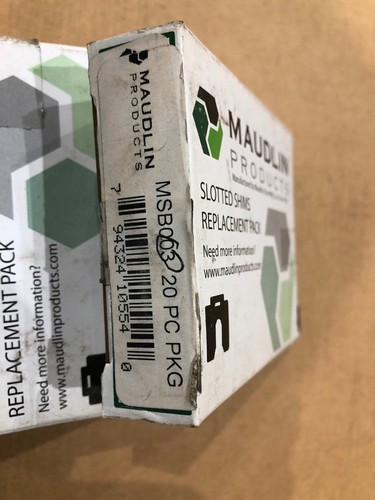 MAUDLIN
PRODUCTS
MSB003 20 PC PKG
7 94324 10554 0
MAUDLIN
PRODUCTS
SLOTTED SHIMS
REPLACEMENT PACK
Need more information?
www.maudlinproducts.com
REPLACEMENT PACK
Need more information?
www.maudlinproducts.com